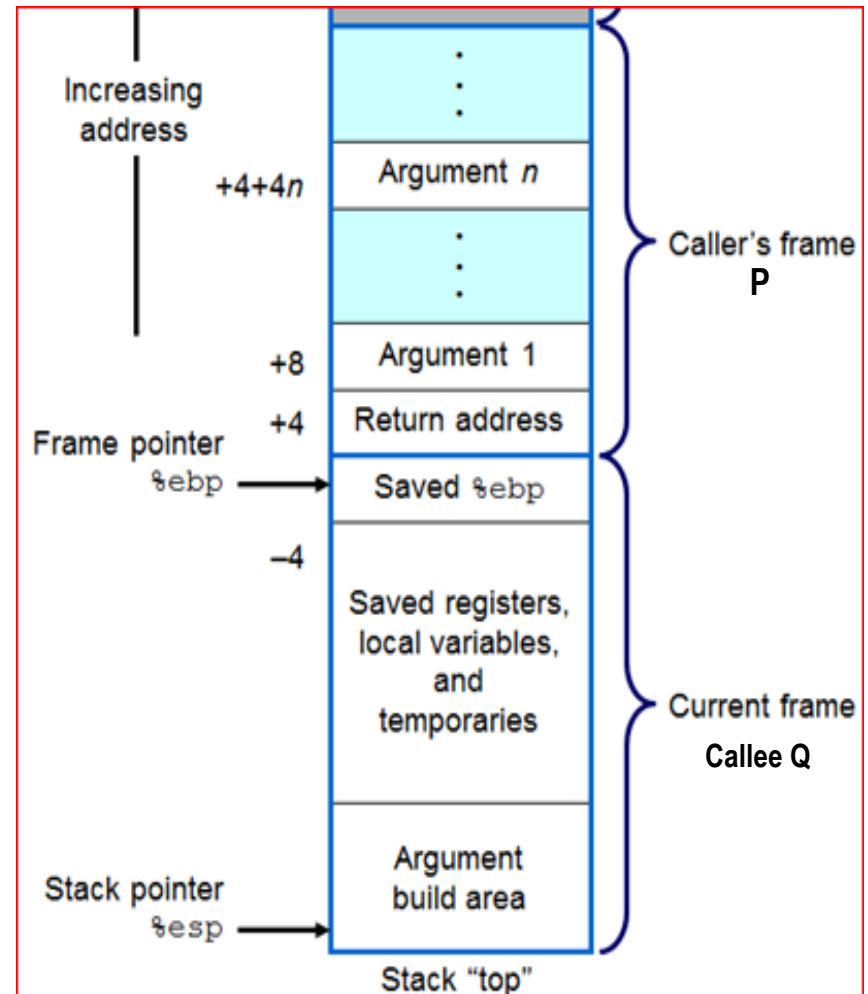 Increasing
address
+4+4n
Argument n
Caller's frame
P
+8
Argument 1
+4
Return address
Frame pointer
%ebp
Saved %ebp
–4
Saved registers,
local variables,
and
temporaries
Current frame
Callee Q
Argument
build area
Stack pointer
%esp
Stack “top”